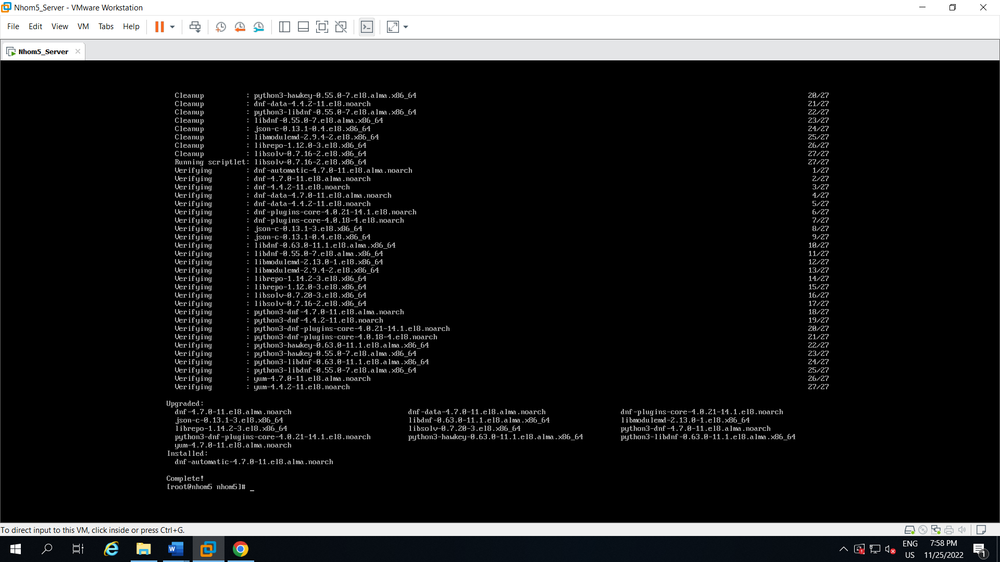 Nhom5_Server - VMware Workstation
File Edit View VM Tabs Help
Nhom5_Server
Cleanup : python3-hawkey-0.55.0-7.el8.alma.x86_64 20/27
Cleanup : dnf-data-4.4.2-11.el8.noarch 21/27
Cleanup : python3-libdnf-0.55.0-7.el8.alma.x86_64 22/27
Cleanup : libdnf-0.55.0-7.el8.alma.x86_64 23/27
Cleanup : json-c-0.13.1-0.4.el8.x86_64 24/27
Cleanup : libmodulemd-2.9.4-2.el8.x86_64 25/27
Cleanup : librepo-1.12.0-3.el8.x86_64 26/27
Cleanup : libsolv-0.7.16-2.el8.x86_64 27/27
Running scriptlet: libsolv-0.7.16-2.el8.x86_64 27/27
Verifying : dnf-automatic-4.7.0-11.el8.alma.noarch 1/27
Verifying : dnf-4.7.0-11.el8.alma.noarch 2/27
Verifying : dnf-4.4.2-11.el8.noarch 3/27
Verifying : dnf-data-4.7.0-11.el8.alma.noarch 4/27
Verifying : dnf-data-4.4.2-11.el8.noarch 5/27
Verifying : dnf-plugins-core-4.0.21-14.1.el8.noarch 6/27
Verifying : dnf-plugins-core-4.0.18-4.el8.noarch 7/27
Verifying : json-c-0.13.1-3.el8.x86_64 8/27
Verifying : json-c-0.13.1-0.4.el8.x86_64 9/27
Verifying : libdnf-0.63.0-11.1.el8.alma.x86_64 10/27
Verifying : libdnf-0.55.0-7.el8.alma.x86_64 11/27
Verifying : libmodulemd-2.13.0-1.el8.x86_64 12/27
Verifying : libmodulemd-2.9.4-2.el8.x86_64 13/27
Verifying : librepo-1.14.2-3.el8.x86_64 14/27
Verifying : librepo-1.12.0-3.el8.x86_64 15/27
Verifying : libsolv-0.7.20-3.el8.x86_64 16/27
Verifying : libsolv-0.7.16-2.el8.x86_64 17/27
Verifying : python3-dnf-4.7.0-11.el8.alma.noarch 18/27
Verifying : python3-dnf-4.4.2-11.el8.noarch 19/27
Verifying : python3-dnf-plugins-core-4.0.21-14.1.el8.noarch 20/27
Verifying : python3-dnf-plugins-core-4.0.18-4.el8.noarch 21/27
Verifying : python3-hawkey-0.63.0-11.1.el8.alma.x86_64 22/27
Verifying : python3-hawkey-0.55.0-7.el8.alma.x86_64 23/27
Verifying : python3-libdnf-0.63.0-11.1.el8.alma.x86_64 24/27
Verifying : python3-libdnf-0.55.0-7.el8.alma.x86_64 25/27
Verifying : yum-4.7.0-11.el8.alma.noarch 26/27
Verifying : yum-4.4.2-11.el8.noarch 27/27
Upgraded:
dnf-4.7.0-11.el8.alma.noarch dnf-data-4.7.0-11.el8.alma.noarch dnf-plugins-core-4.0.21-14.1.el8.noarch
json-c-0.13.1-3.el8.x86_64 libdnf-0.63.0-11.1.el8.alma.x86_64 libmodulemd-2.13.0-1.el8.x86_64
librepo-1.14.2-3.el8.x86_64 libsolv-0.7.20-3.el8.x86_64 python3-dnf-4.7.0-11.el8.alma.noarch
python3-dnf-plugins-core-4.0.21-14.1.el8.noarch python3-hawkey-0.63.0-11.1.el8.alma.x86_64 python3-libdnf-0.63.0-11.1.el8.alma.x86_64
yum-4.7.0-11.el8.alma.noarch
Installed:
dnf-automatic-4.7.0-11.el8.alma.noarch
Complete!
[root@nhom5 nhom5]# _
To direct input to this VM, click inside or press Ctrl+G.
ENG 7:58 PM
US 11/25/2022 1